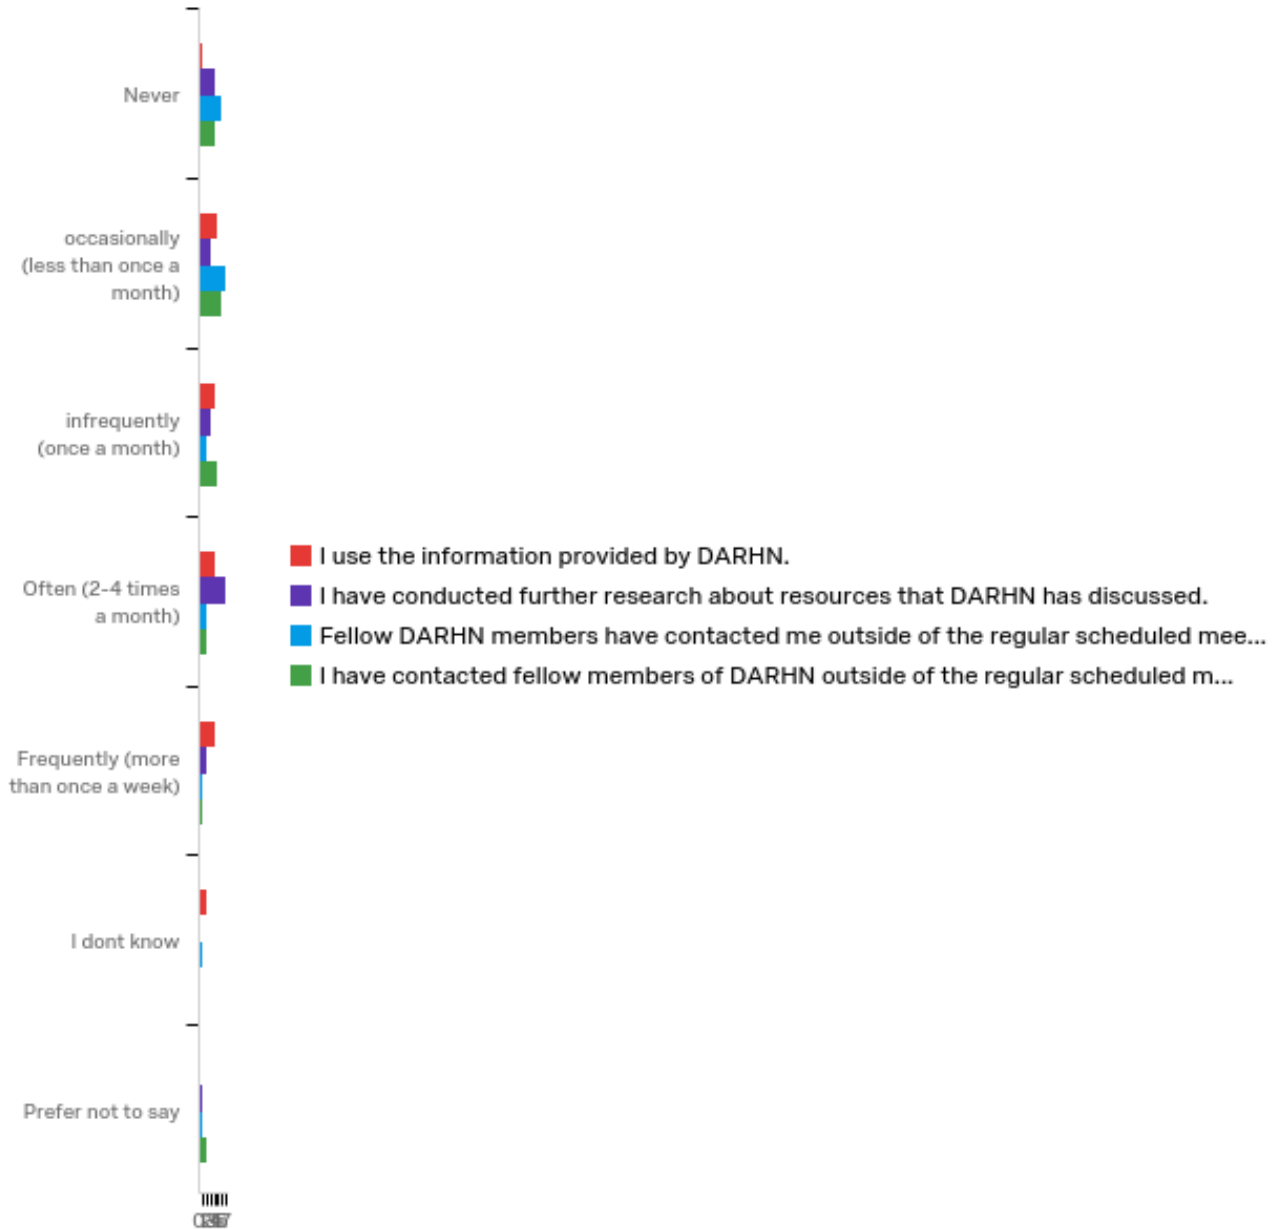 Never
occasionally
(less than once a
month)
infrequently
(once a month)
Often (2-4 times
a month)
Frequently (more
than once a week)
I dont know
Prefer not to say
I use the information provided by DARHN.
I have conducted further research about resources that DARHN has discussed.
Fellow DARHN members have contacted me outside of the regular scheduled mee...
I have contacted fellow members of DARHN outside of the regular scheduled m...